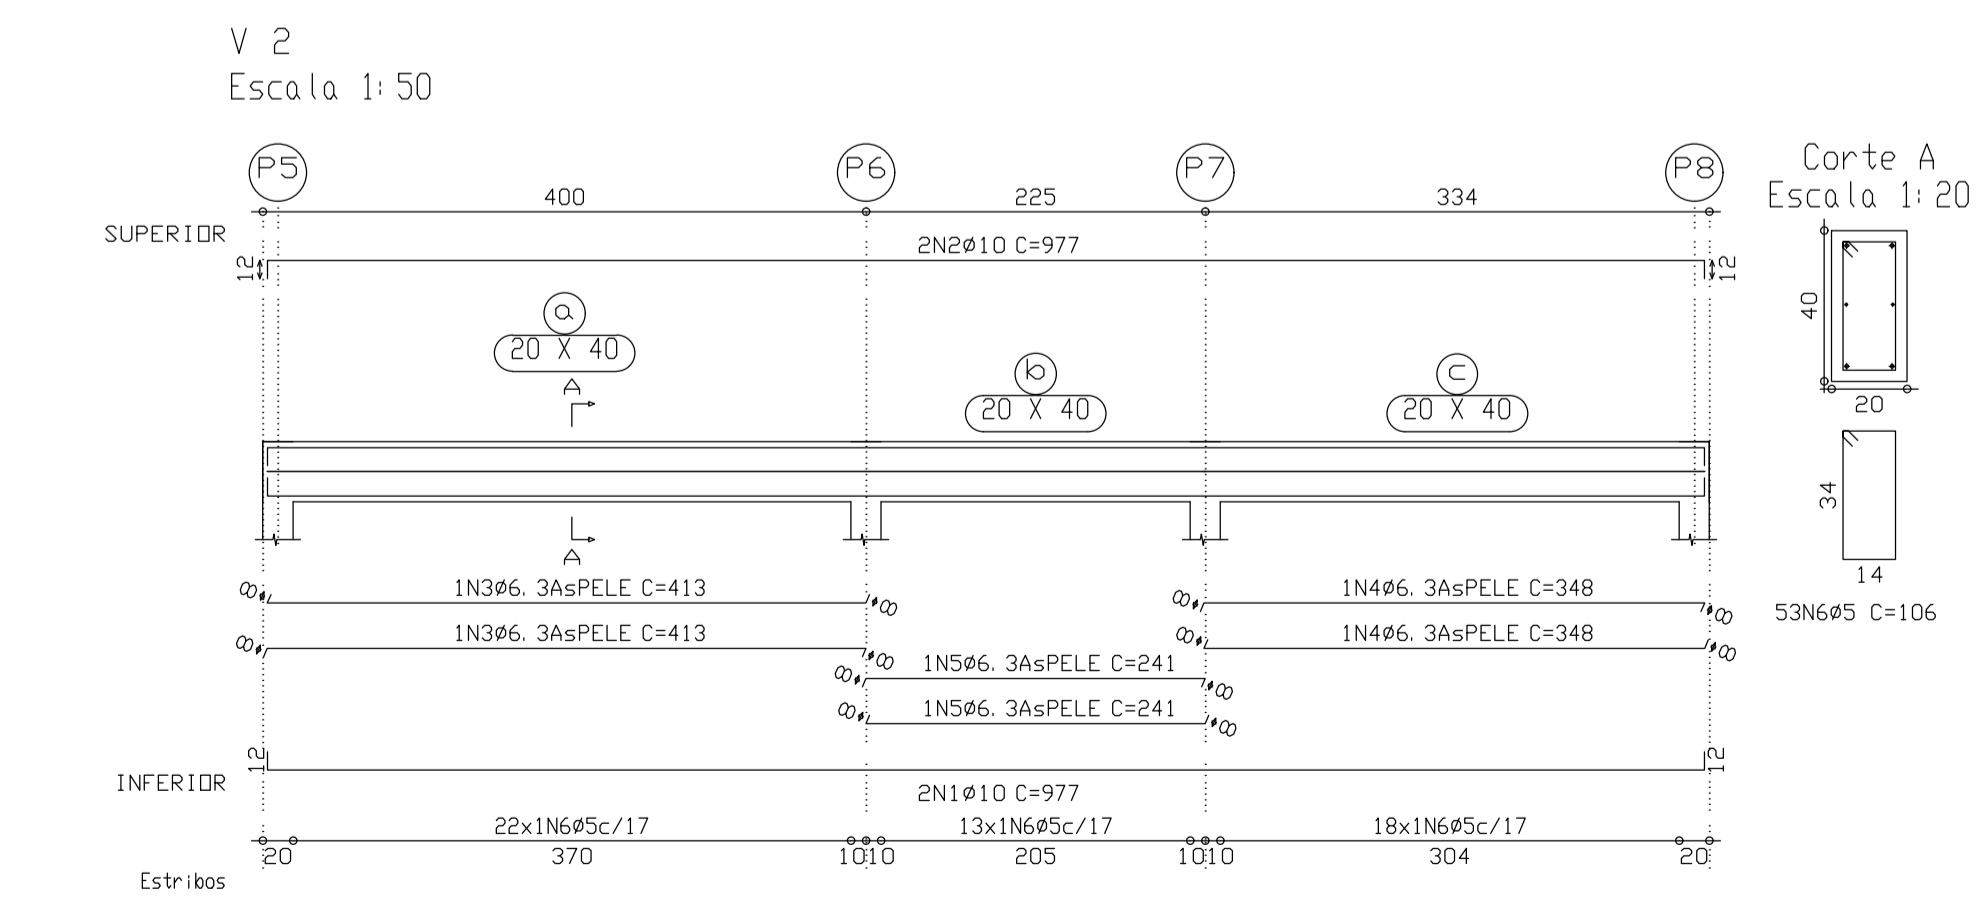 V 2
Escala 1:50
P5 P6 P7 P8
Corte A
Escala 1:20
400 225 334
SUPERIOR
2N2ø10 C=977
12 12
a
20 X 40
A
b
20 X 40
c
20 X 40
40
20
A
34
14
53N6ø5 C=106
8 1N3ø6. 3AsPELE C=413 8
8 1N4ø6. 3AsPELE C=348 8
8 1N3ø6. 3AsPELE C=413 8
8 1N4ø6. 3AsPELE C=348 8
8 1N5ø6. 3AsPELE C=241 8
8 1N5ø6. 3AsPELE C=241 8
12 12
INFERIOR
2N1ø10 C=977
22x1N6ø5c/17 13x1N6ø5c/17 18x1N6ø5c/17
20 370 10 10 205 10 10 304 20
Estribos